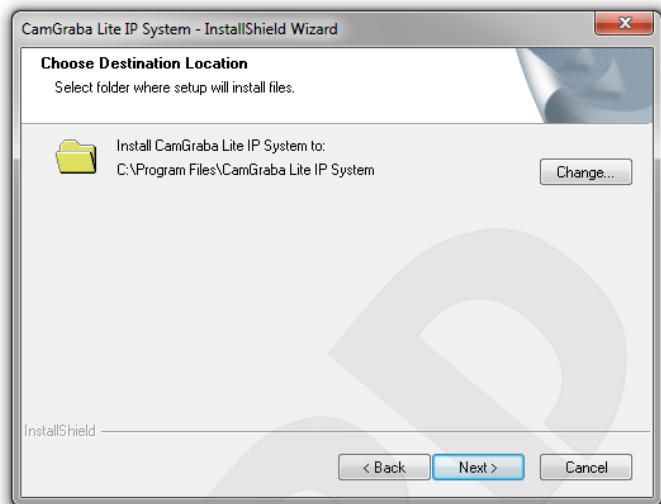 CamGraba Lite IP System - InstallShield Wizard
Choose Destination Location
Select folder where setup will install files.
Install CamGraba Lite IP System to:
C:\Program Files\CamGraba Lite IP System
Change...
InstallShield
< Back
Next >
Cancel